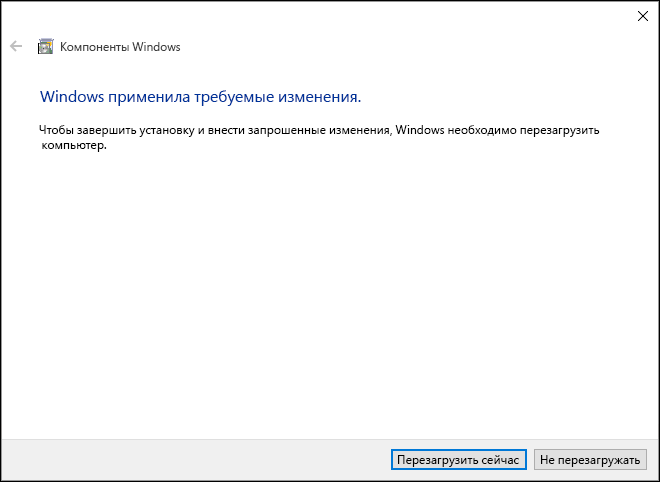 Компоненты Windows
Windows применила требуемые изменения.
Чтобы завершить установку и внести запрошенные изменения, Windows необходимо перезагрузить
компьютер.
Перезагрузить сейчас
Не перезагружать